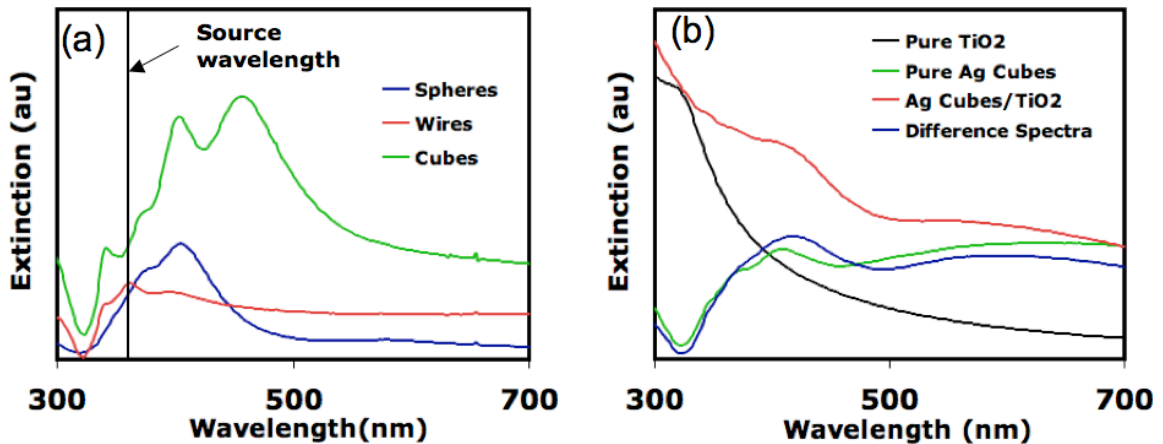 (a)
Source
wavelength
Spheres
Wires
Cubes
Extinction (au)
300
500
700
Wavelength(nm)
(b)
Pure TiO2
Pure Ag Cubes
Ag Cubes/TiO2
Difference Spectra
Extinction (au)
300
500
700
Wavelength (nm)